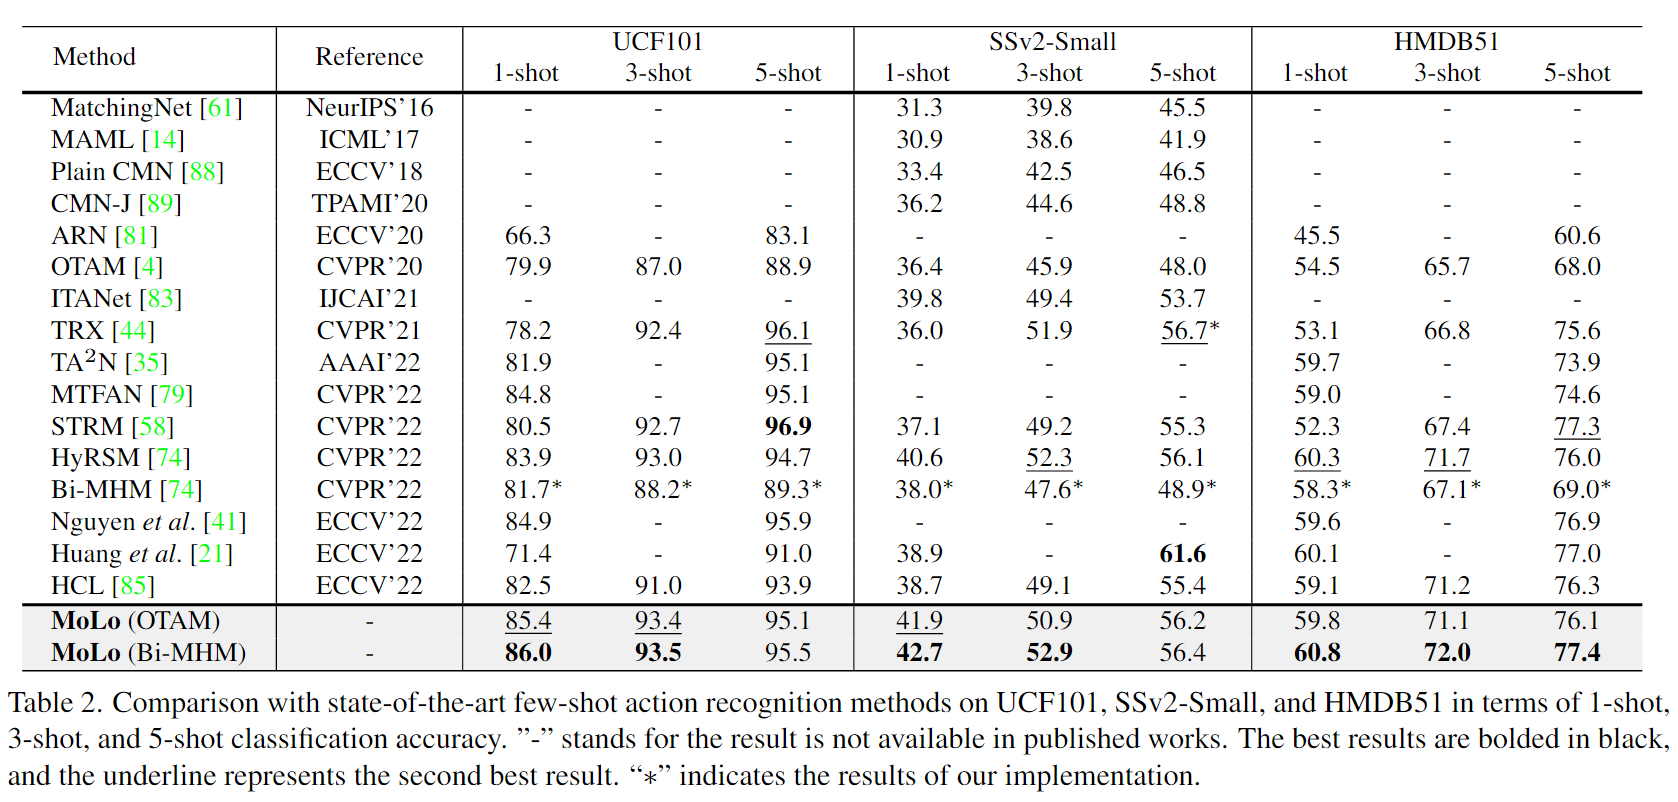 Method Reference UCF101 SSv2-Small HMDB51
1-shot 3-shot 5-shot 1-shot 3-shot 5-shot 1-shot 3-shot 5-shot
MatchingNet [61] NeurIPS’16 - - - 31.3 39.8 45.5 - - -
MAML [14] ICML’17 - - - 30.9 38.6 41.9 - - -
Plain CMN [88] ECCV’18 - - - 33.4 42.5 46.5 - - -
CMN-J [89] TPAMI’20 - - - 36.2 44.6 48.8 - - -
ARN [81] ECCV’20 66.3 - 83.1 - - - 45.5 - 60.6
OTAM [4] CVPR’20 79.9 87.0 88.9 36.4 45.9 48.0 54.5 65.7 68.0
ITANet [83] IJCAI’21 - - - 39.8 49.4 53.7 - - -
TRX [44] CVPR’21 78.2 92.4 96.1 36.0 51.9 56.7* 53.1 66.8 75.6
TA²N [35] AAAI’22 81.9 - 95.1 - - - 59.7 - 73.9
MTFAN [79] CVPR’22 84.8 - 95.1 - - - 59.0 - 74.6
STRM [58] CVPR’22 80.5 92.7 96.9 37.1 49.2 55.3 52.3 67.4 77.3
HyRSM [74] CVPR’22 83.9 93.0 94.7 40.6 52.3 56.1 60.3 71.7 76.0
Bi-MHM [74] CVPR’22 81.7* 88.2* 89.3* 38.0* 47.6* 48.9* 58.3* 67.1* 69.0*
Nguyen et al. [41] ECCV’22 84.9 - 95.9 - - - 59.6 - 76.9
Huang et al. [21] ECCV’22 71.4 - 91.0 38.9 - 61.6 60.1 - 77.0
HCL [85] ECCV’22 82.5 91.0 93.9 38.7 49.1 55.4 59.1 71.2 76.3
MoLo (OTAM) - 85.4 93.4 95.1 41.9 50.9 56.2 59.8 71.1 76.1
MoLo (Bi-MHM) - 86.0 93.5 95.5 42.7 52.9 56.4 60.8 72.0 77.4
Table 2. Comparison with state-of-the-art few-shot action recognition methods on UCF101, SSv2-Small, and HMDB51 in terms of 1-shot,
3-shot, and 5-shot classification accuracy. ”-” stands for the result is not available in published works. The best results are bolded in black,
and the underline represents the second best result. “∗” indicates the results of our implementation.